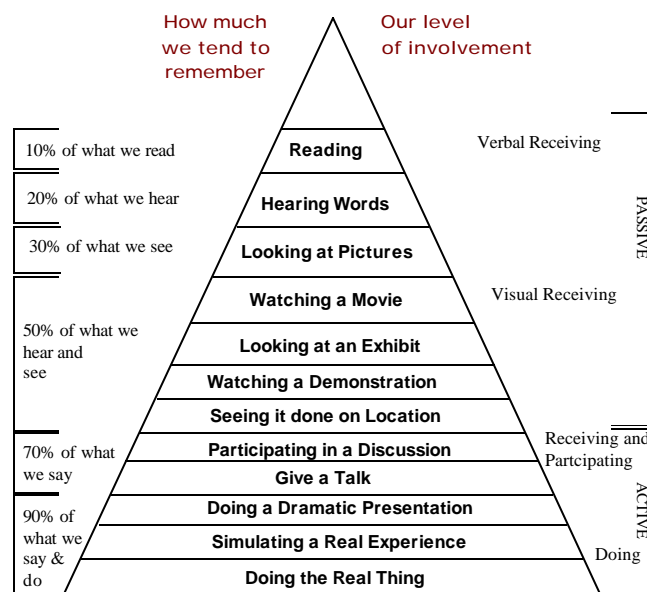 How much
we tend to
remember
Our level
of involvement
10% of what we read
Reading
Verbal Receiving
20% of what we hear
Hearing Words
PASSIVE
30% of what we see
Looking at Pictures
Watching a Movie
Visual Receiving
50% of what we
hear and
see
Looking at an Exhibit
Watching a Demonstration
Seeing it done on Location
70% of what
we say
Participating in a Discussion
Receiving and
Partcipating
Give a Talk
90% of
what we
say &
do
Doing a Dramatic Presentation
ACTIVE
Simulating a Real Experience
Doing
Doing the Real Thing